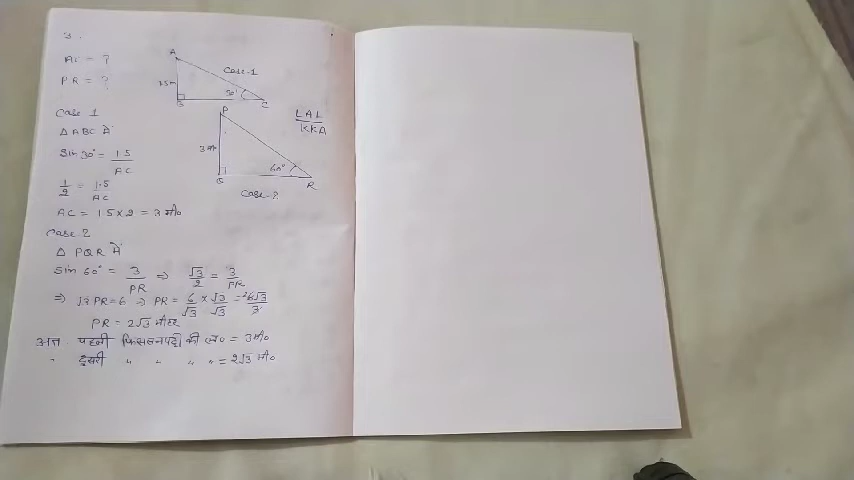 3.
AC = ?
PR = ?
A
Case-1
1.5m
30°
B
C
P
LAL
KKA
3m
60°
Q
R
Case-2
Case 1
△ABC में
Sin 30° = 1.5/AC
1/2 = 1.5/AC
AC = 1.5×2 = 3 मी०
Case 2
△ PQR में
Sin 60° = 3/PR ⇒ √3/2 = 3/PR
⇒ √3 PR = 6 ⇒ PR = 6/√3 × √3/√3 = 6√3/3
PR = 2√3 मीटर
अतः पहली फिसलनपट्टी की ल० = 3मी०
" दूसरी " " " " = 2√3 मी०